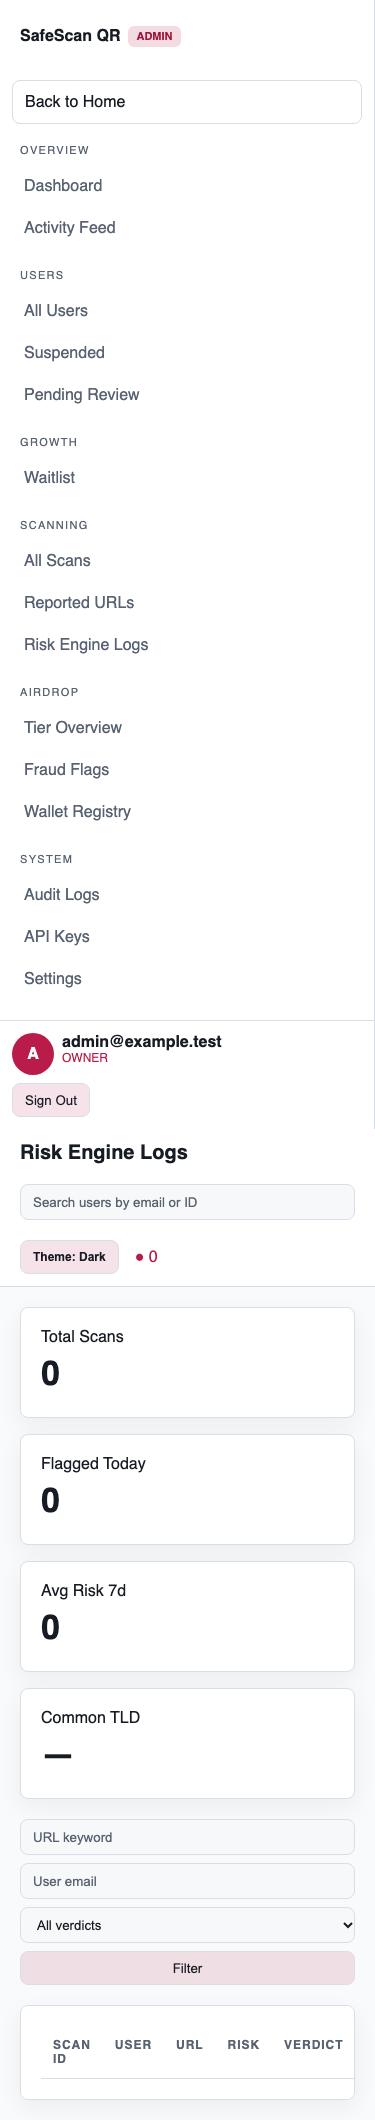 SafeScan QR ADMIN
Back to Home
OVERVIEW
Dashboard
Activity Feed
USERS
All Users
Suspended
Pending Review
GROWTH
Waitlist
SCANNING
All Scans
Reported URLs
Risk Engine Logs
AIRDROP
Tier Overview
Fraud Flags
Wallet Registry
SYSTEM
Audit Logs
API Keys
Settings
A
admin@example.test
OWNER
Sign Out
Risk Engine Logs
Search users by email or ID
Theme: Dark ● 0
Total Scans
0
Flagged Today
0
Avg Risk 7d
0
Common TLD
—
URL keyword
User email
All verdicts
Filter
SCAN ID USER URL RISK VERDICT